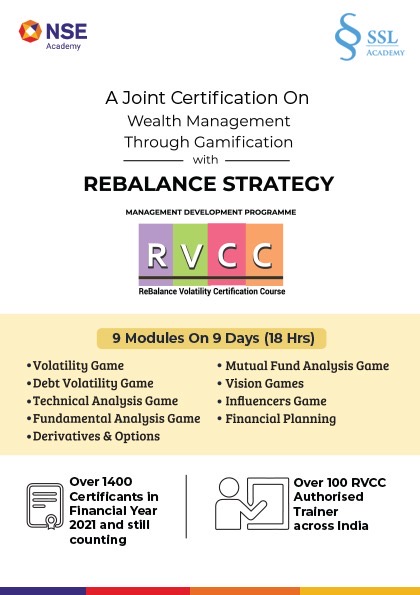 NSE
Academy
SSL
ACADEMY
A Joint Certification On
Wealth Management
Through Gamification
with
REBALANCE STRATEGY
MANAGEMENT DEVELOPMENT PROGRAMME
RVCC
ReBalance Volatility Certification Course
9 Modules On 9 Days (18 Hrs)
•Volatility Game
•Debt Volatility Game
•Technical Analysis Game
•Fundamental Analysis Game
•Derivatives & Options
• Mutual Fund Analysis Game
• Vision Games
• Influencers Game
• Financial Planning
Over 1400
Certificants in
Financial Year
2021 and still
counting
Over 100 RVCC
Authorised
Trainer
across India